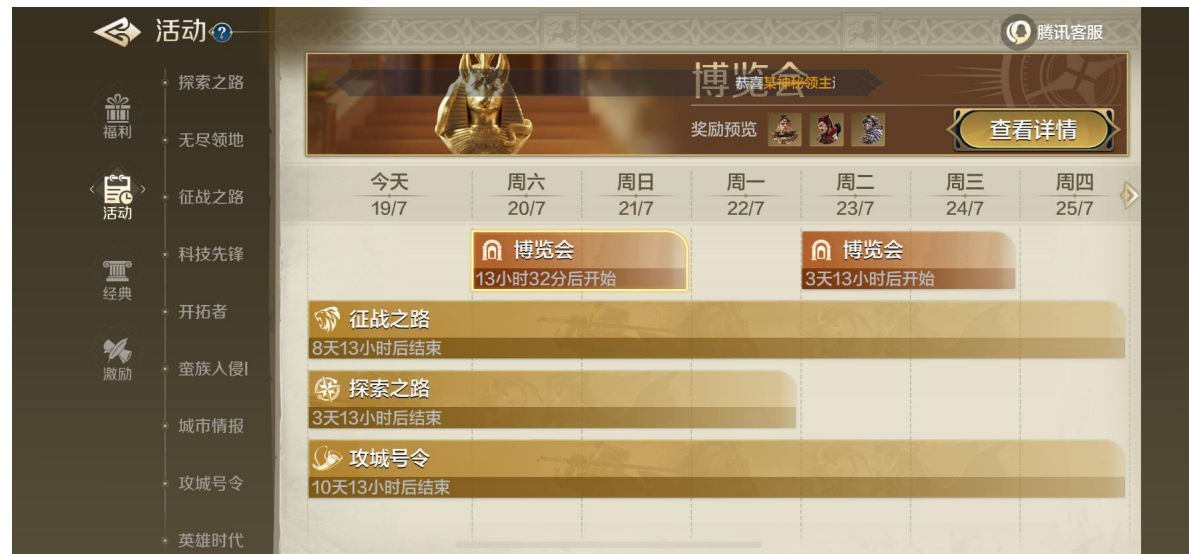 活动
腾讯客服
福利
活动
经典
激励
探索之路
无尽领地
征战之路
科技先锋
开拓者
蛮族入侵
城市情报
攻城号令
英雄时代
博览会
恭喜某神秘领主
奖励预览
查看详情
今天 周六 周日 周一 周二 周三 周四
19/7 20/7 21/7 22/7 23/7 24/7 25/7
博览会
13小时32分后开始
博览会
3天13小时后开始
征战之路
8天13小时后结束
探索之路
3天13小时后结束
攻城号令
10天13小时后结束